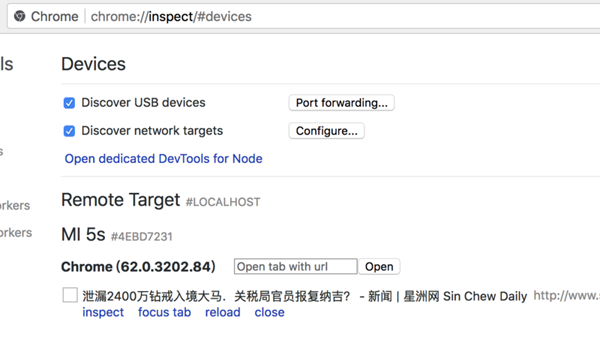 Chrome chrome://inspect/#devices
ls
Devices
Discover USB devices Port forwarding...
Discover network targets Configure...
Open dedicated DevTools for Node
Remote Target #LOCALHOST
orkers
MI 5s #4EBD7231
orkers
Chrome (62.0.3202.84) Open tab with url Open
泄漏2400万钻戒入境大马．关税局官员报复纳吉？ - 新闻 | 星洲网 Sin Chew Daily http://www.s
inspect focus tab reload close